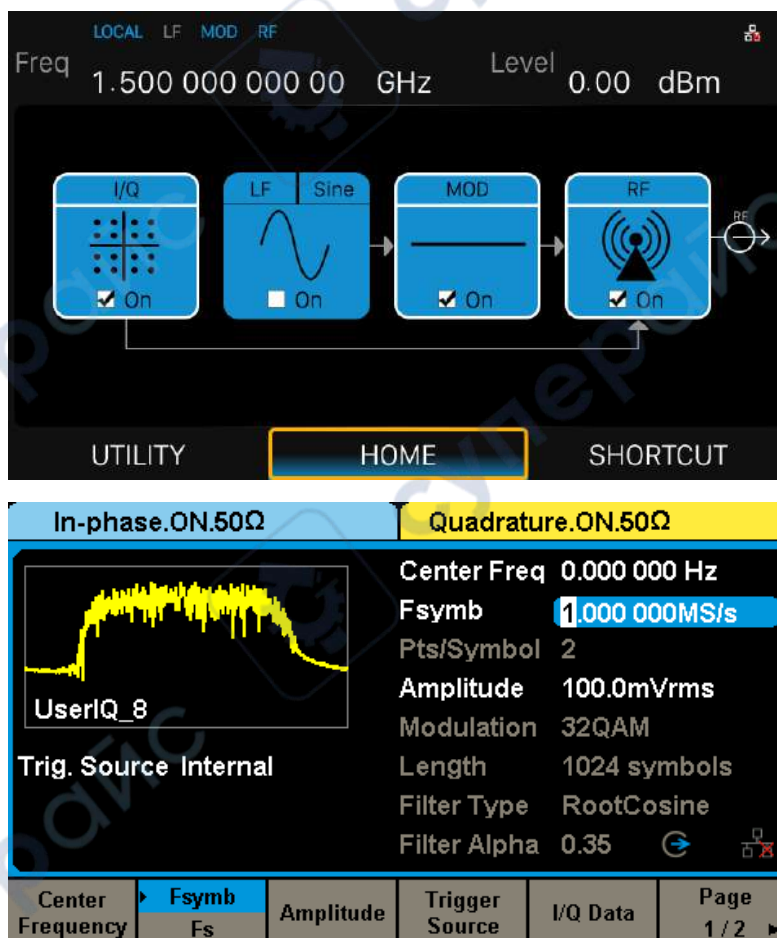 LOCAL LF MOD RF
Freq 1.500 000 000 00 GHz Level 0.00 dBm
I/Q LF Sine MOD RF
RF
On On On On
UTILITY HOME SHORTCUT
In-phase.ON.50Ω Quadrature.ON.50Ω
Center Freq 0.000 000 Hz
Fsymb 1.000 000MS/s
Pts/Symbol 2
Amplitude 100.0mVrms
UserIQ_8
Modulation 32QAM
Trig. Source Internal
Length 1024 symbols
Filter Type RootCosine
Filter Alpha 0.35
Center Frequency
Fsymb
Fs
Amplitude
Trigger Source
I/Q Data
Page 1/2
суперайс